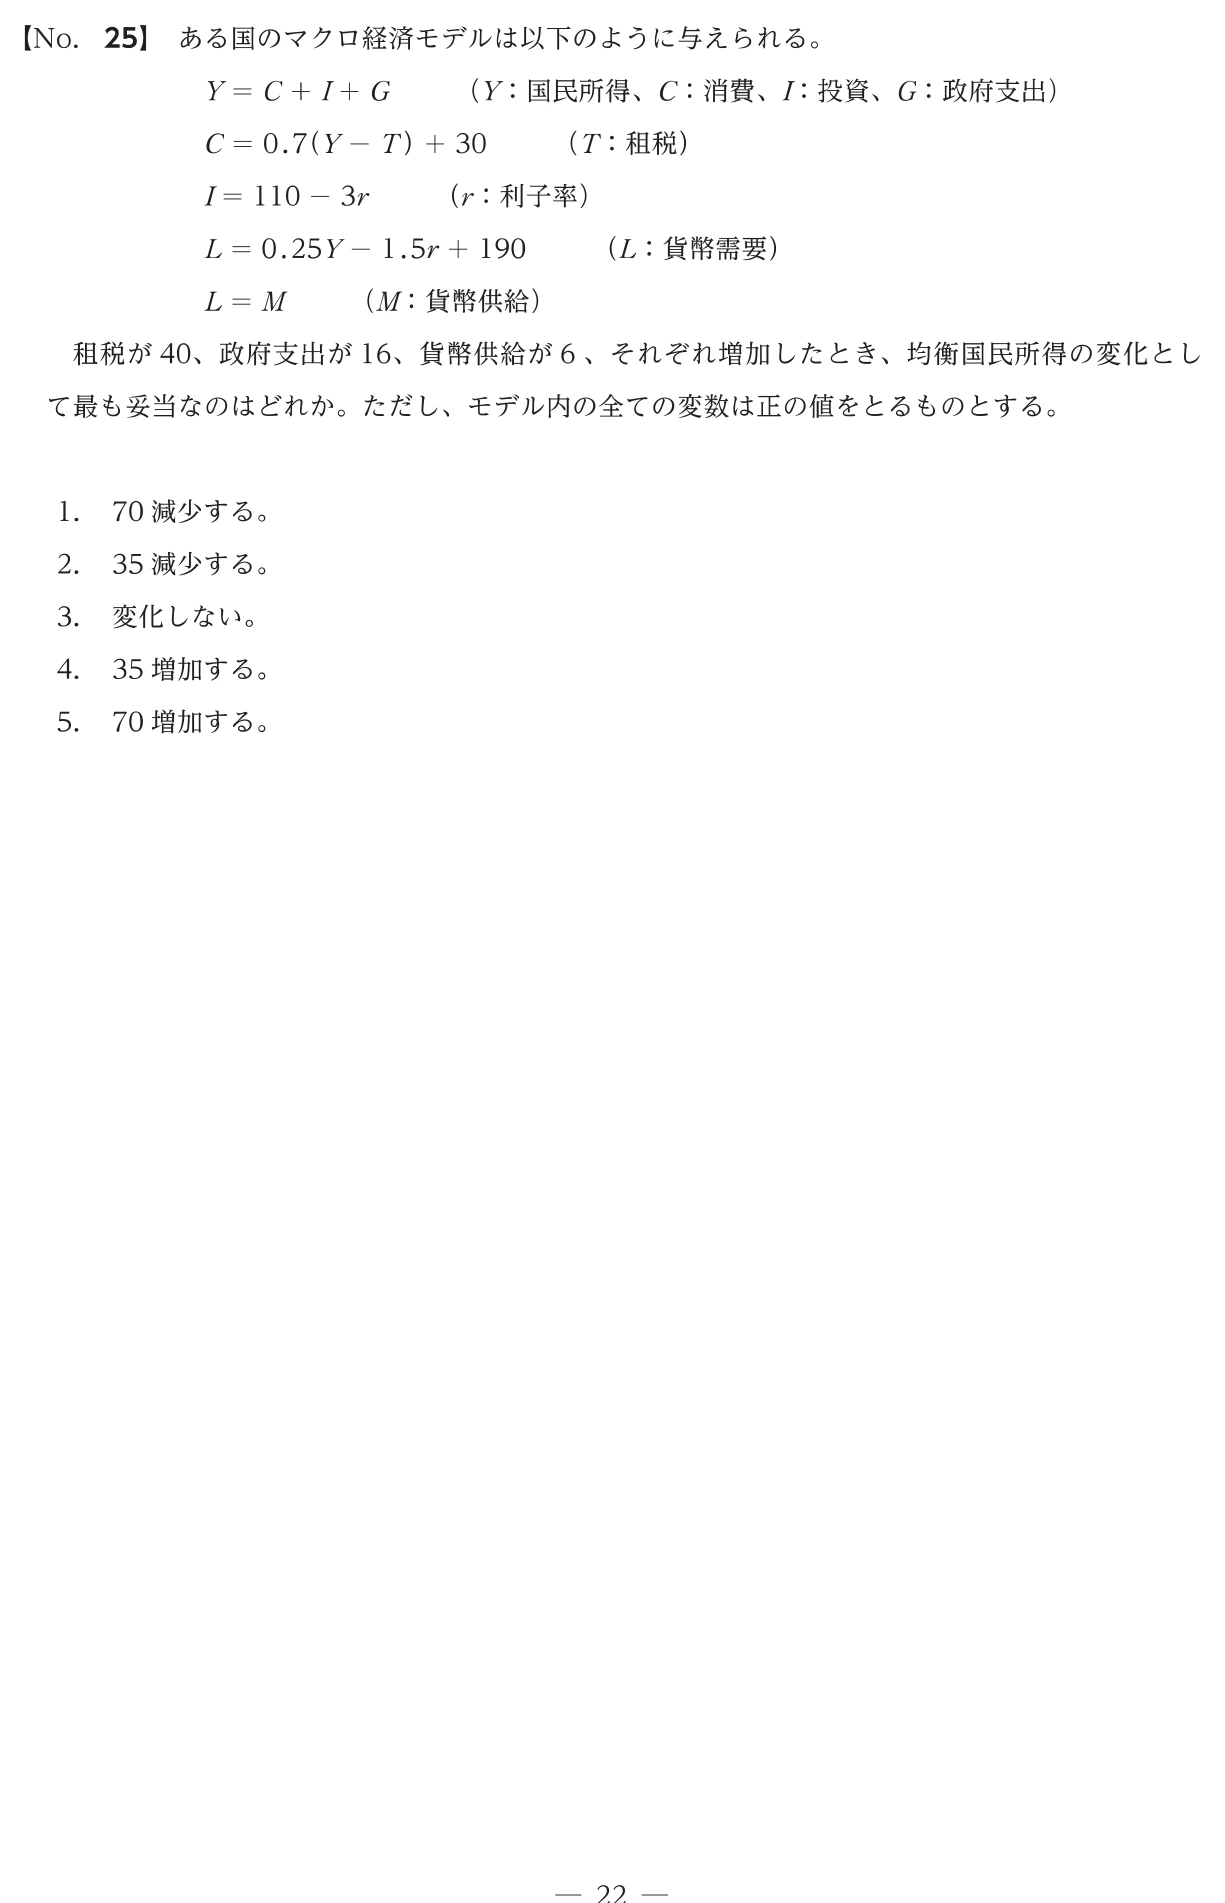 【No. 25】 ある国のマクロ経済モデルは以下のように与えられる。
Y = C + I + G (Y:国民所得、C:消費、I:投資、G:政府支出)
C = 0.7(Y − T) + 30 (T:租税)
I = 110 − 3r (r:利子率)
L = 0.25Y − 1.5r + 190 (L:貨幣需要)
L = M (M:貨幣供給)
租税が 40、政府支出が 16、貨幣供給が 6 、それぞれ増加したとき、均衡国民所得の変化とし
て最も妥当なのはどれか。ただし、モデル内の全ての変数は正の値をとるものとする。
1. 70 減少する。
2. 35 減少する。
3. 変化しない。
4. 35 増加する。
5. 70 増加する。
— 22 —